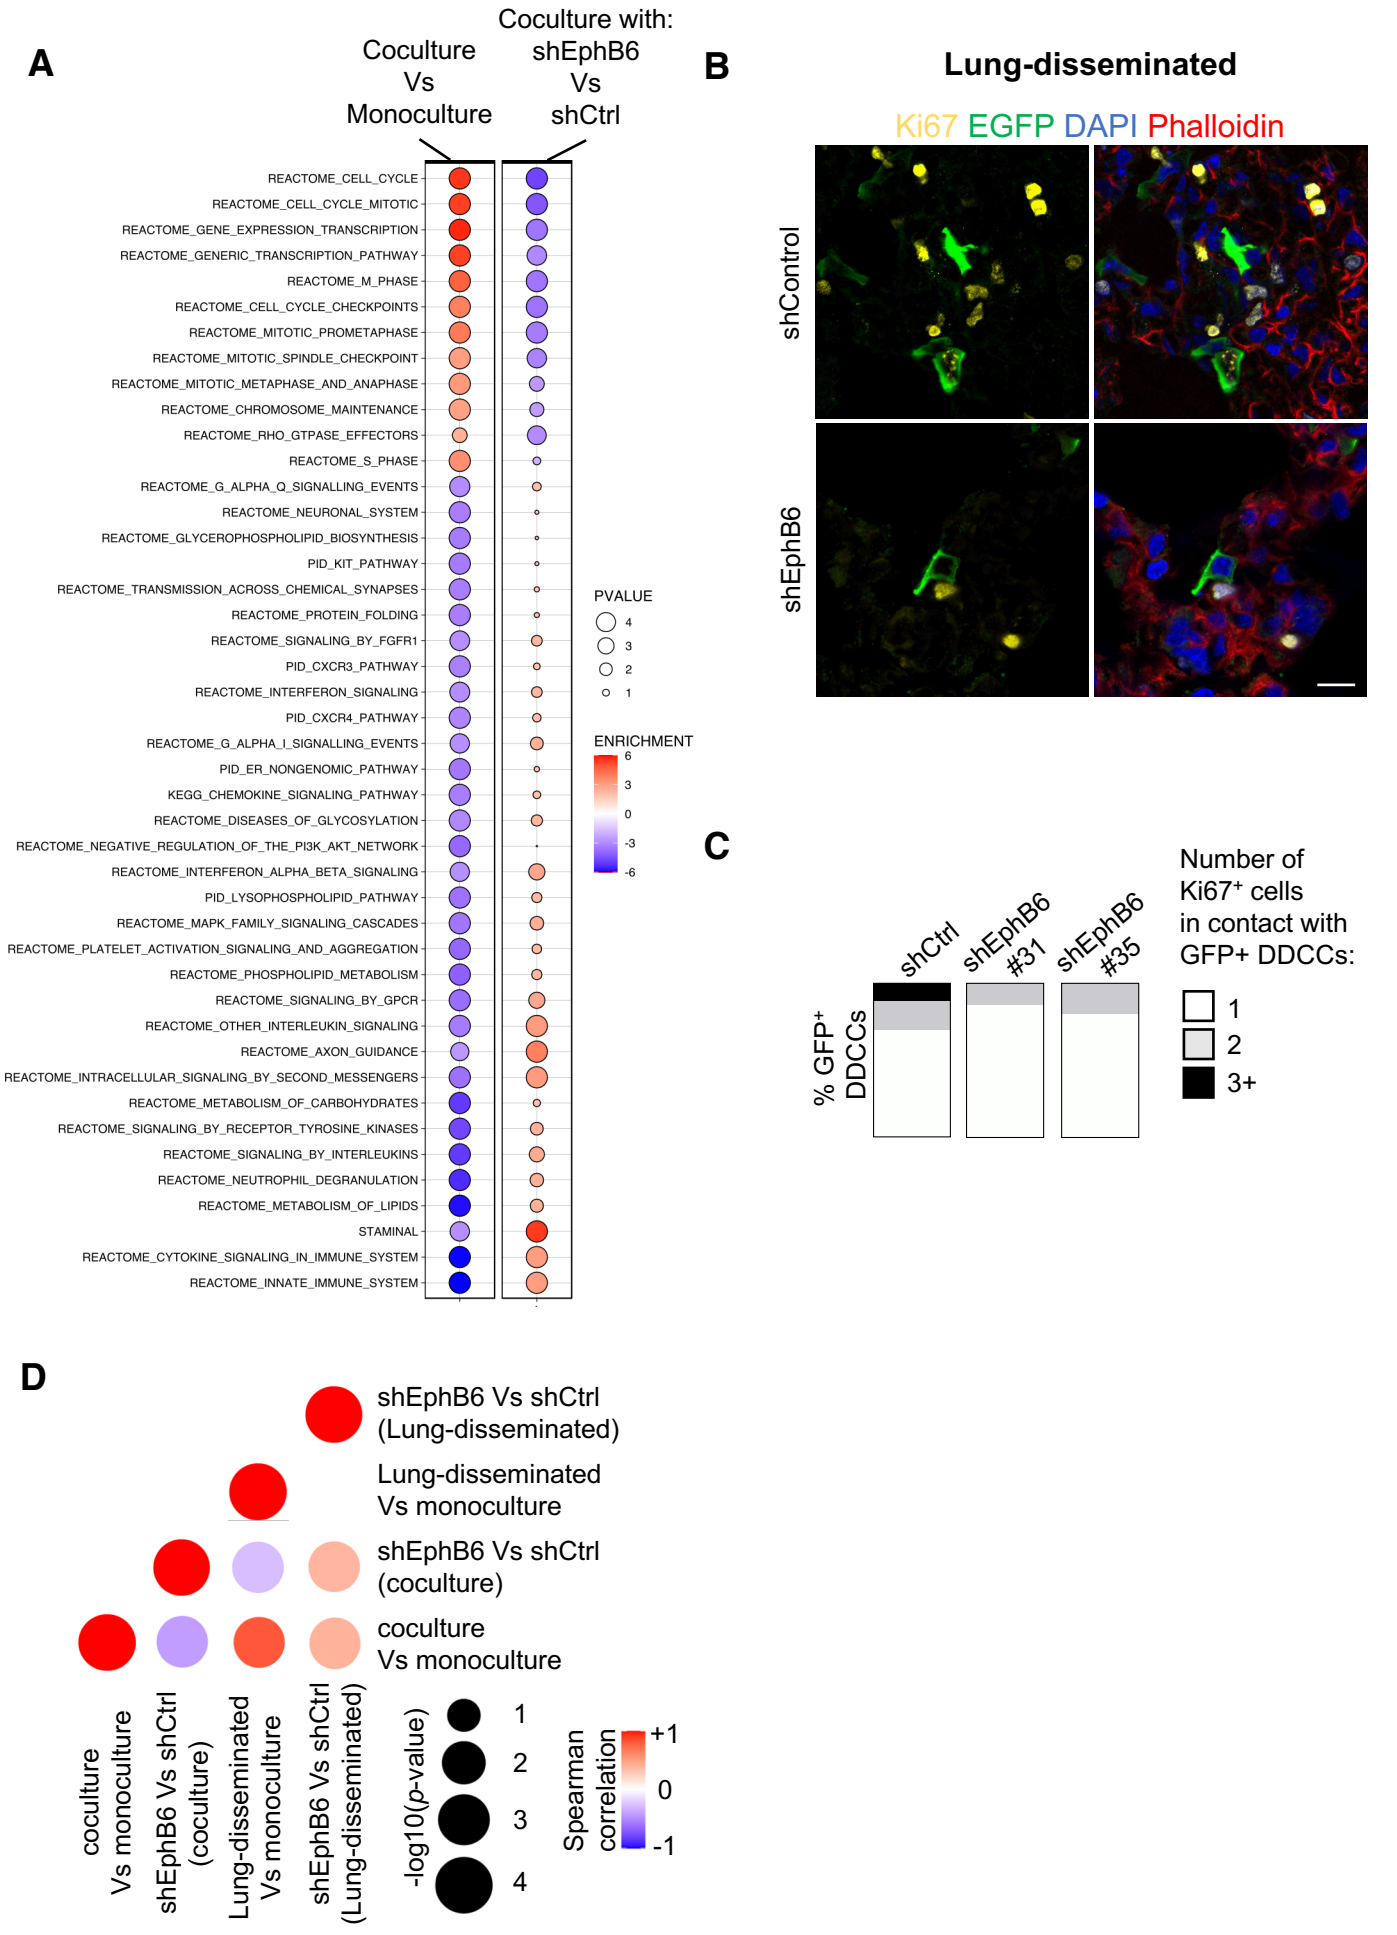 A
Coculture
Vs
Monoculture
Coculture with:
shEphB6
Vs
shCtrl
REACTOME_CELL_CYCLE
REACTOME_CELL_CYCLE_MITOTIC
REACTOME_GENE_EXPRESSION_TRANSCRIPTION
REACTOME_GENERIC_TRANSCRIPTION_PATHWAY
REACTOME_M_PHASE
REACTOME_CELL_CYCLE_CHECKPOINTS
REACTOME_MITOTIC_PROMETAPHASE
REACTOME_MITOTIC_SPINDLE_CHECKPOINT
REACTOME_MITOTIC_METAPHASE_AND_ANAPHASE
REACTOME_CHROMOSOME_MAINTENANCE
REACTOME_RHO_GTPASE_EFFECTORS
REACTOME_S_PHASE
REACTOME_G_ALPHA_Q_SIGNALLING_EVENTS
REACTOME_NEURONAL_SYSTEM
REACTOME_GLYCEROPHOSPHOLIPID_BIOSYNTHESIS
PID_KIT_PATHWAY
REACTOME_TRANSMISSION_ACROSS_CHEMICAL_SYNAPSES
REACTOME_PROTEIN_FOLDING
REACTOME_SIGNALING_BY_FGFR1
PID_CXCR3_PATHWAY
REACTOME_INTERFERON_SIGNALING
PID_CXCR4_PATHWAY
REACTOME_G_ALPHA_I_SIGNALLING_EVENTS
PID_ER_NONGENOMIC_PATHWAY
KEGG_CHEMOKINE_SIGNALING_PATHWAY
REACTOME_DISEASES_OF_GLYCOSYLATION
REACTOME_NEGATIVE_REGULATION_OF_THE_PI3K_AKT_NETWORK
REACTOME_INTERFERON_ALPHA_BETA_SIGNALING
PID_LYSOPHOSPHOLIPID_PATHWAY
REACTOME_MAPK_FAMILY_SIGNALING_CASCADES
REACTOME_PLATELET_ACTIVATION_SIGNALING_AND_AGGREGATION
REACTOME_PHOSPHOLIPID_METABOLISM
REACTOME_SIGNALING_BY_GPCR
REACTOME_OTHER_INTERLEUKIN_SIGNALING
REACTOME_AXON_GUIDANCE
REACTOME_INTRACELLULAR_SIGNALING_BY_SECOND_MESSENGERS
REACTOME_METABOLISM_OF_CARBOHYDRATES
REACTOME_SIGNALING_BY_RECEPTOR_TYROSINE_KINASES
REACTOME_SIGNALING_BY_INTERLEUKINS
REACTOME_NEUTROPHIL_DEGRANULATION
REACTOME_METABOLISM_OF_LIPIDS
STAMINAL
REACTOME_CYTOKINE_SIGNALING_IN_IMMUNE_SYSTEM
REACTOME_INNATE_IMMUNE_SYSTEM
PVALUE
4
3
2
1
ENRICHMENT
6
3
0
-3
-6
B
Lung-disseminated
Ki67 EGFP DAPI Phalloidin
shControl
shEphB6
C
shCtrl
shEphB6
#31
shEphB6
#35
% GFP⁺
DDCCs
Number of
Ki67⁺ cells
in contact with
GFP+ DDCCs:
1
2
3+
D
shEphB6 Vs shCtrl
(Lung-disseminated)
Lung-disseminated
Vs monoculture
shEphB6 Vs shCtrl
(coculture)
coculture
Vs monoculture
coculture
Vs monoculture
shEphB6 Vs shCtrl
(coculture)
Lung-disseminated
Vs monoculture
shEphB6 Vs shCtrl
(Lung-disseminated)
-log10(p-value)
1
2
3
4
Spearman
correlation
+1
0
-1